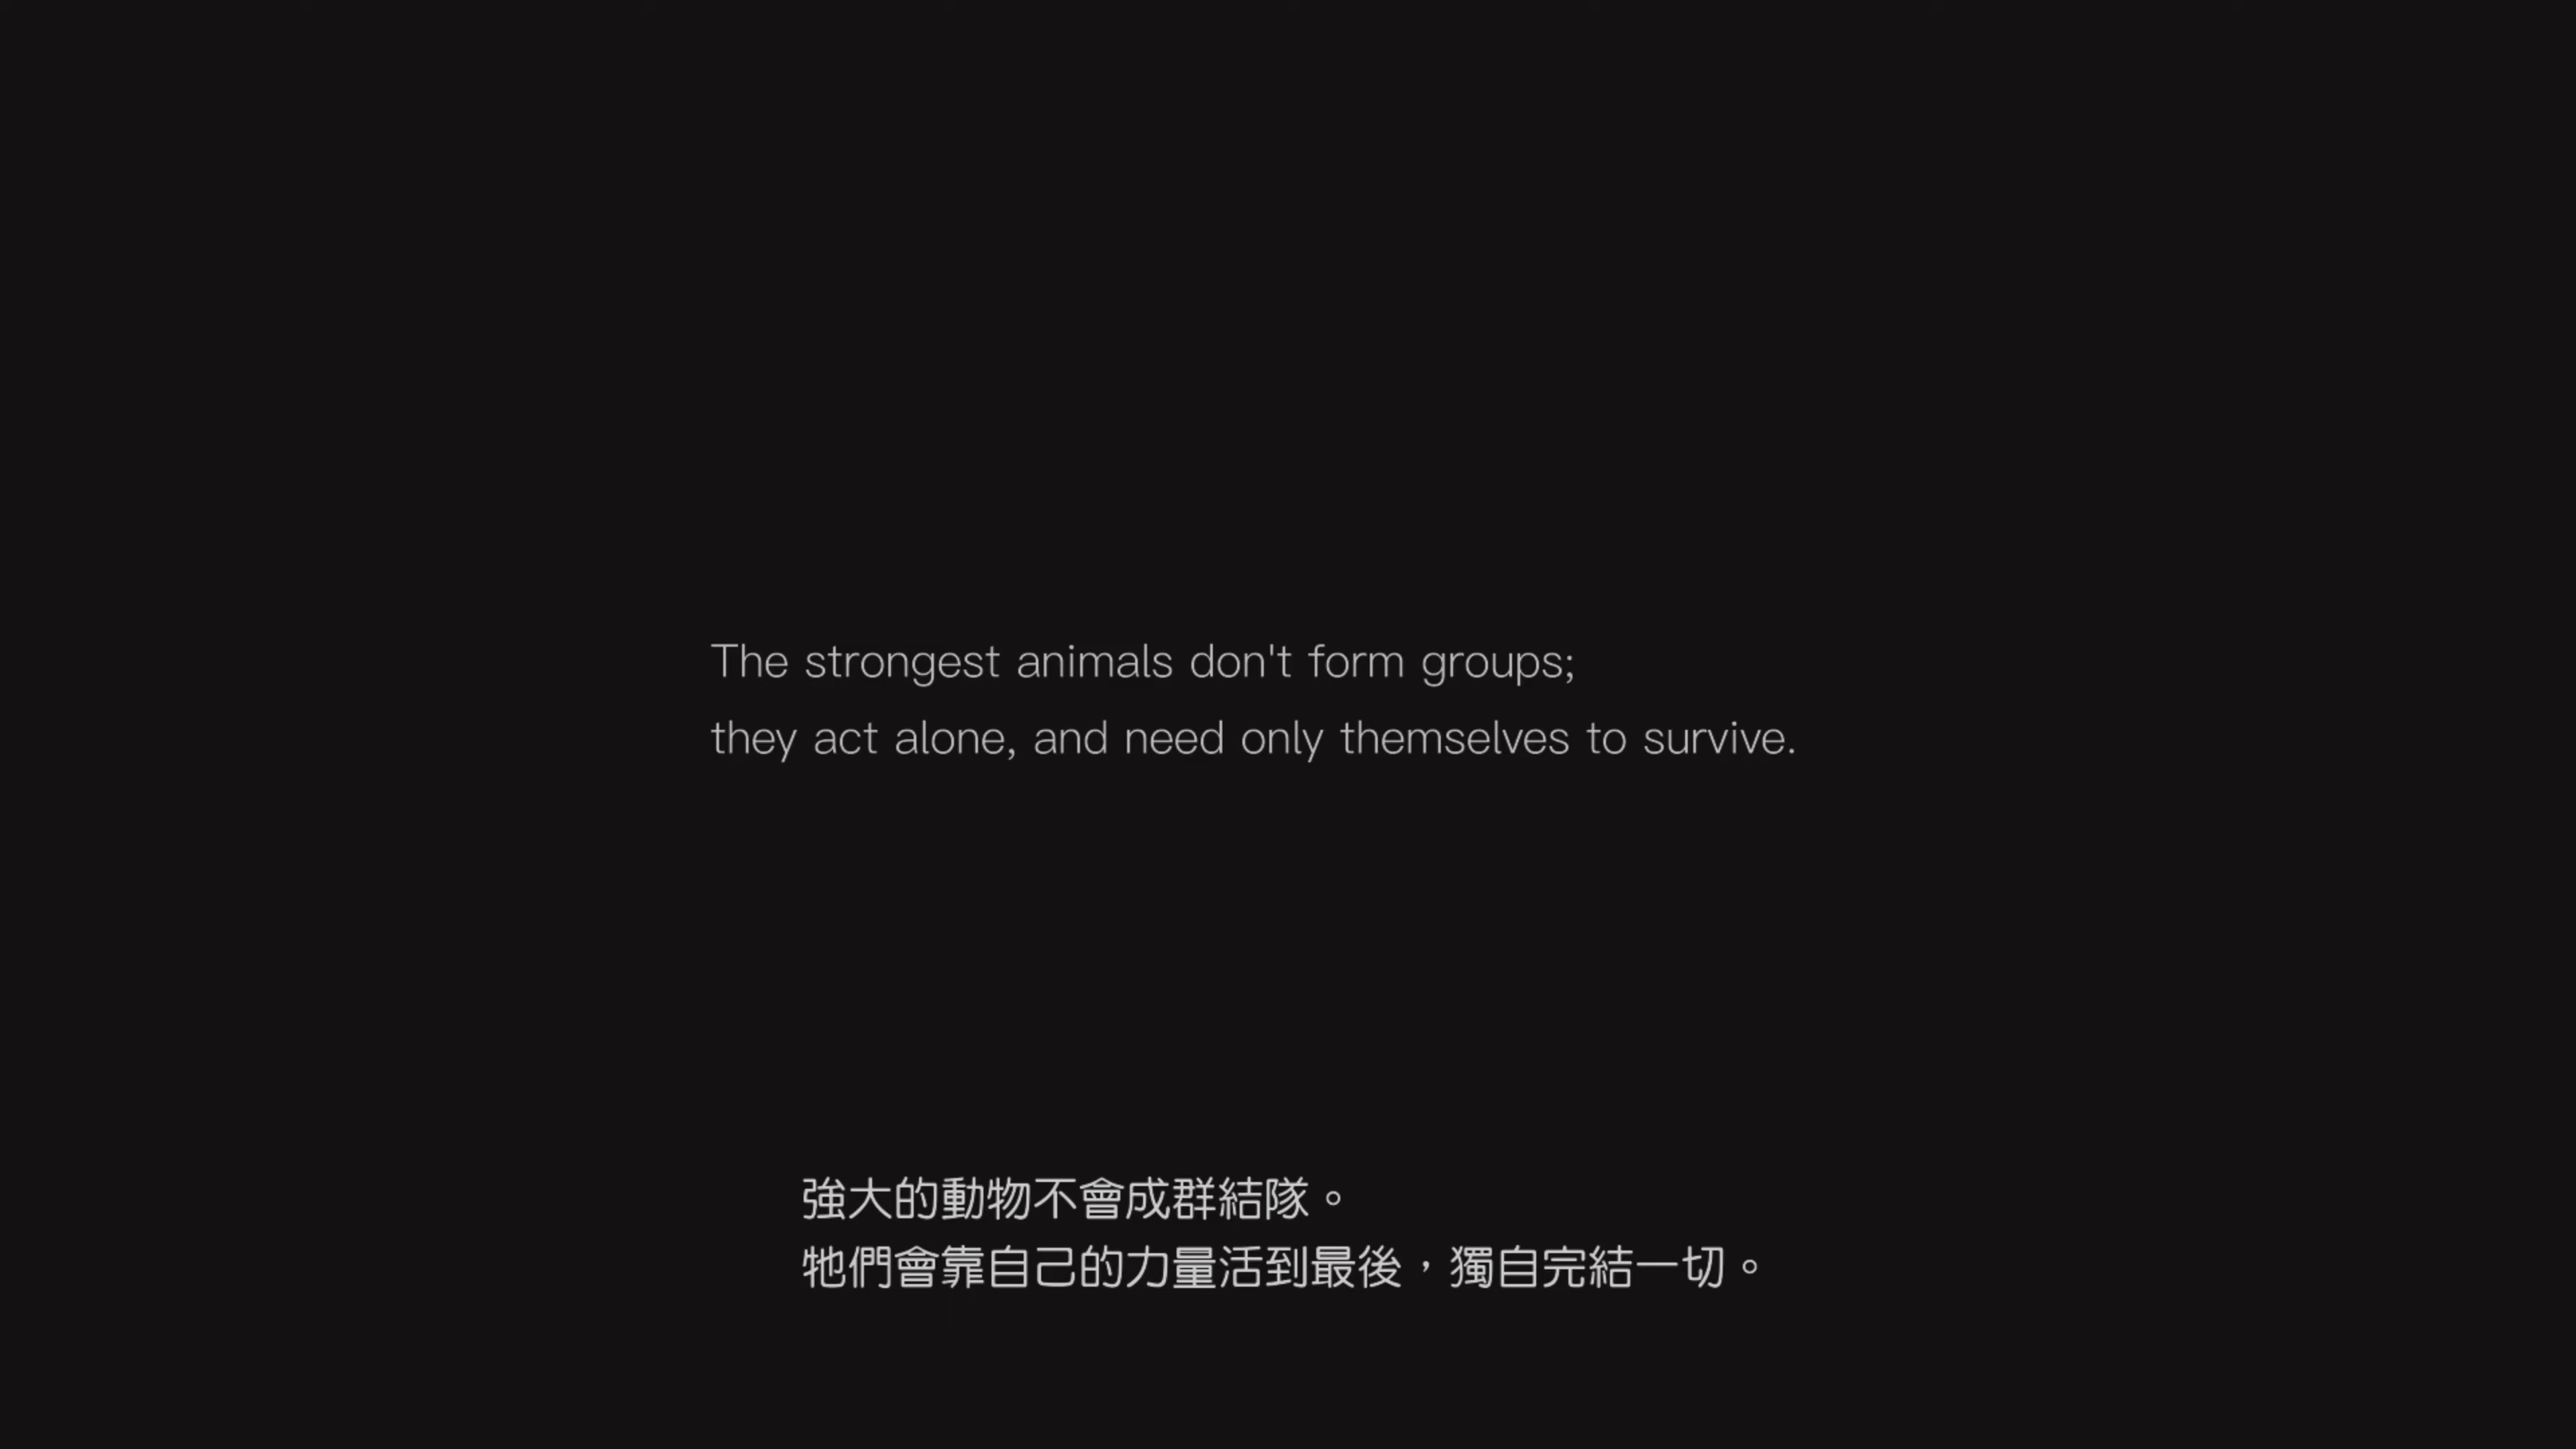 The strongest animals don't form groups;
they act alone, and need only themselves to survive.
強大的動物不會成群結隊。
牠們會靠自己的力量活到最後，獨自完結一切。